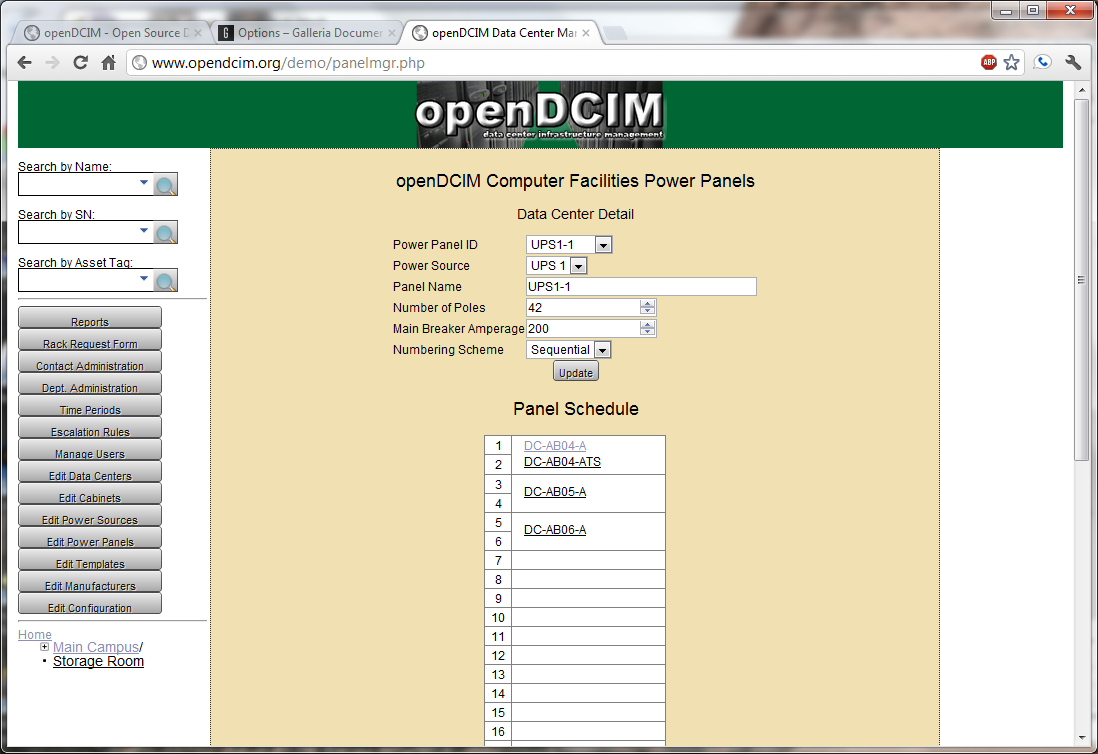 openDCIM - Open Source D
Options – Galleria Documen
openDCIM Data Center Man
www.opendcim.org/demo/panelmgr.php
ABP
openDCIM
data center infrastructure management
Search by Name:
Search by SN:
Search by Asset Tag:
Reports
Rack Request Form
Contact Administration
Dept. Administration
Time Periods
Escalation Rules
Manage Users
Edit Data Centers
Edit Cabinets
Edit Power Sources
Edit Power Panels
Edit Templates
Edit Manufacturers
Edit Configuration
Home
Main Campus/
Storage Room
openDCIM Computer Facilities Power Panels
Data Center Detail
Power Panel ID UPS1-1
Power Source UPS 1
Panel Name UPS1-1
Number of Poles 42
Main Breaker Amperage 200
Numbering Scheme Sequential
Update
Panel Schedule
1 DC-AB04-A
2 DC-AB04-ATS
3
DC-AB05-A
4
5
DC-AB06-A
6
7
8
9
10
11
12
13
14
15
16